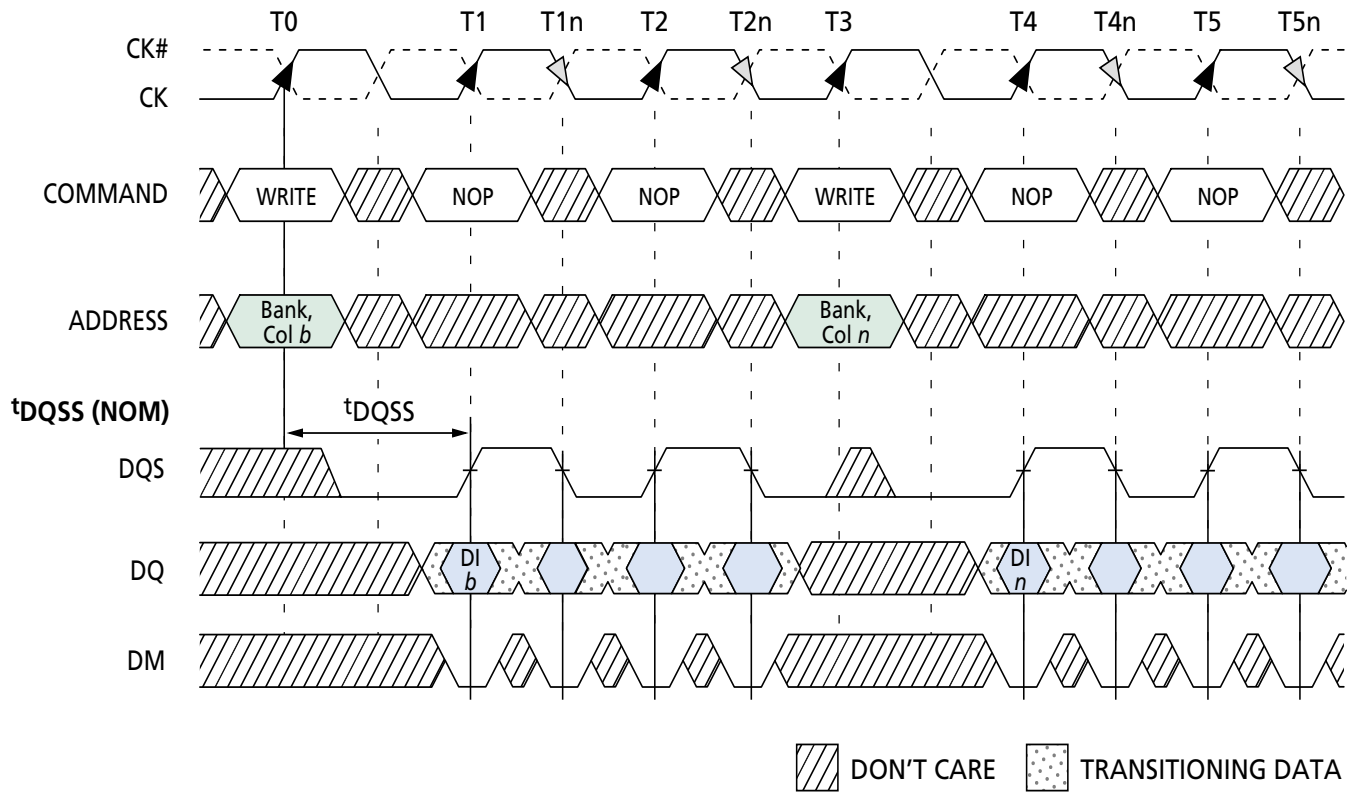 T0 T1 T1n T2 T2n T3 T4 T4n T5 T5n
CK#
CK
COMMAND WRITE NOP NOP WRITE NOP NOP
ADDRESS Bank, Col b Bank, Col n
tDQSS (NOM) tDQSS
DQS
DQ DI b DI n
DM
DON'T CARE TRANSITIONING DATA